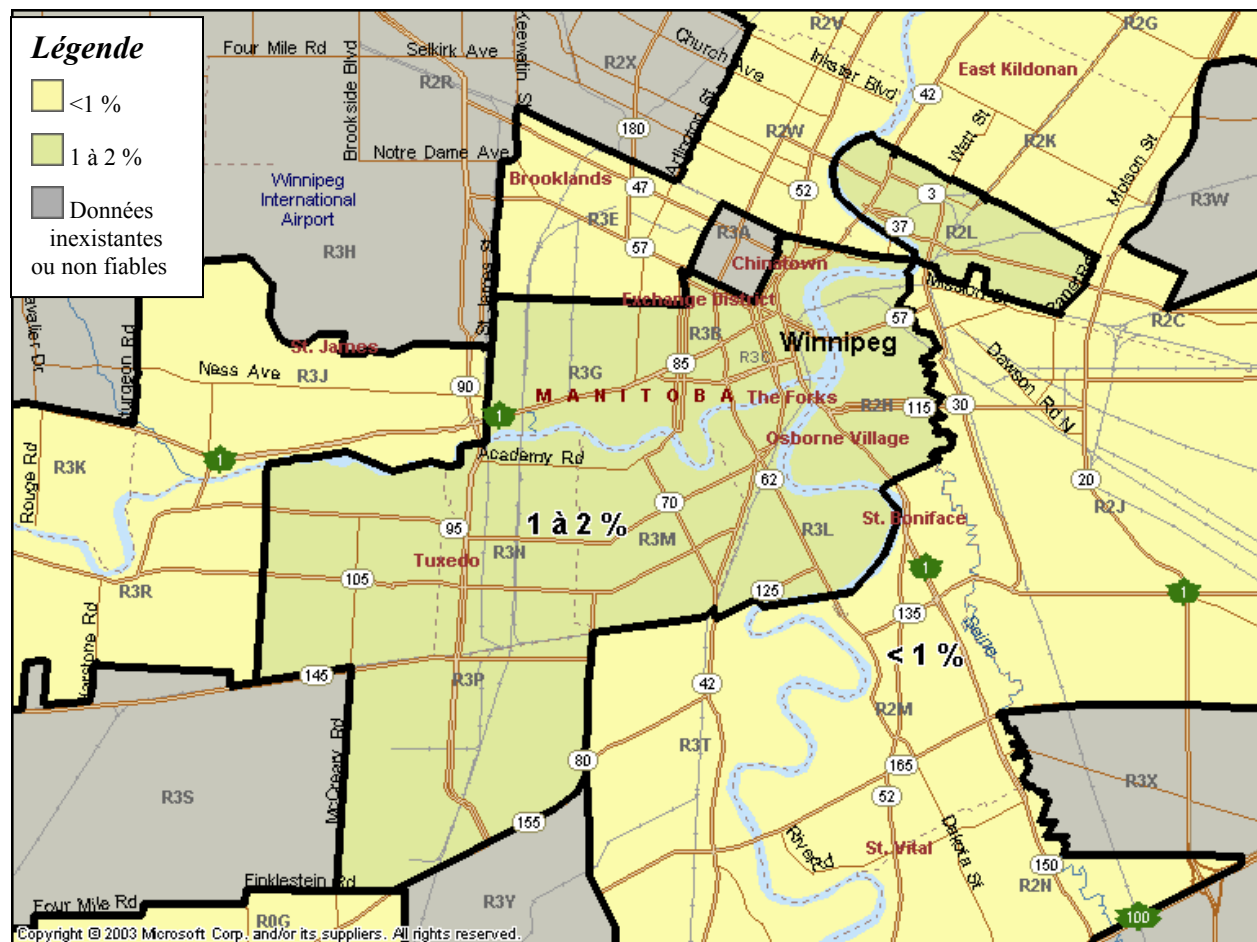 Légende
<1 %
1 à 2 %
Données
inexistantes
ou non fiables
Four Mile Rd
Selkirk Ave
Keewatin St
R2X
Church Ave
R2V
Inkster Blvd
R2G
East Kildonan
R2R
Brookside Blvd
42
180
Arlington St
R2W
Watt St
R2K
Molson St
Notre Dame Ave
Winnipeg
International
Airport
Brooklands
47
52
3
R3W
R3E
R3A
37
R2L
R3H
57
Chinatown
St James St
Mission St
Panet Rd
Exchange District
R3B
57
R2C
St. James
Winnipeg
R3C
Ness Ave
R3J
R3G
85
Dawson Rd N
90
MANITOBA
The Forks
R2H
115
30
1
Sturgeon Rd
Osborne Village
1
Academy Rd
R3K
Rouge Rd
62
20
70
R2J
95
1 à 2 %
St. Boniface
R3N
R3M
R3L
Tuxedo
1
105
R3R
125
1
135
Seine
< 1 %
145
R3P
42
R2M
R3T
80
165
R3X
R3S
McCreary Rd
52
155
River Rd
St. Vital
Dakota St
150
Finklestein Rd
R2N
Four Mile Rd
R0G
R3Y
100
Copyright © 2003 Microsoft Corp. and/or its suppliers. All rights reserved.